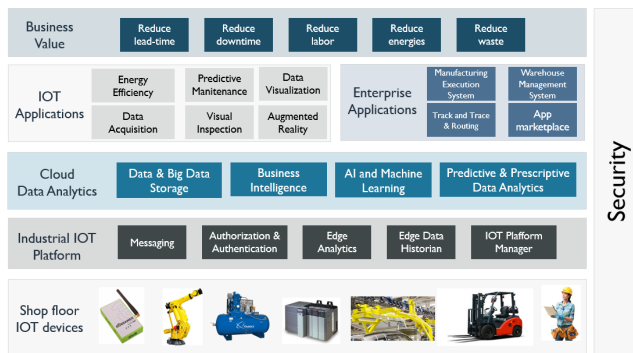 Business
Value
Reduce
lead-time
Reduce
downtime
Reduce
labor
Reduce
energies
Reduce
waste
IOT
Applications
Energy
Efficiency
Predictive
Manitenance
Data
Visualization
Data
Acquisition
Visual
Inspection
Augmented
Reality
Enterprise
Applications
Manufacturing
Execution
System
Warehouse
Management
System
Track and Trace
& Routing
App
marketplace
Cloud
Data Analytics
Data & Big Data
Storage
Business
Intelligence
AI and Machine
Learning
Predictive & Prescriptive
Data Analytics
Industrial IOT
Platform
Messaging
Authorization &
Authentication
Edge
Analytics
Edge Data
Historian
IOT Plafform
Manager
Shop floor
IOT devices
Security